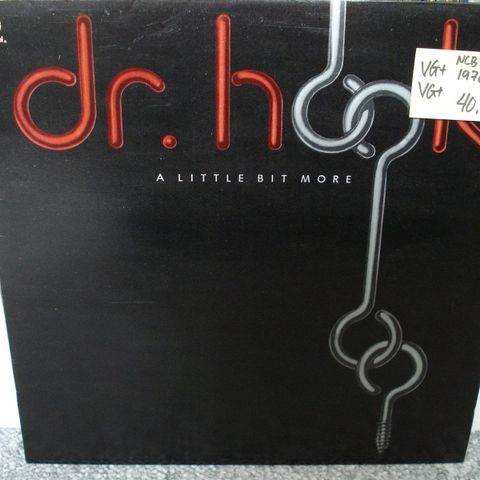 dr. hook
A LITTLE BIT MORE
VG+ NCB
VG+ 40,